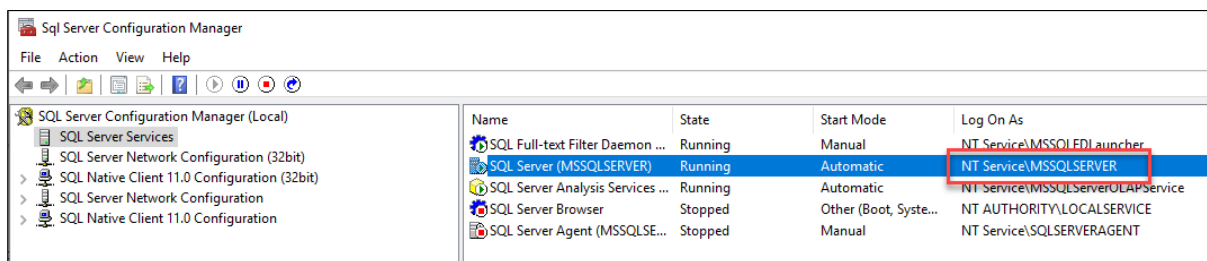 Sql Server Configuration Manager
File Action View Help
SQL Server Configuration Manager (Local)
SQL Server Services
SQL Server Network Configuration (32bit)
SQL Native Client 11.0 Configuration (32bit)
SQL Server Network Configuration
SQL Native Client 11.0 Configuration
Name State Start Mode Log On As
SQL Full-text Filter Daemon ... Running Manual NT Service\MSSQLFDLauncher
SQL Server (MSSQLSERVER) Running Automatic NT Service\MSSQLSERVER
SQL Server Analysis Services ... Running Automatic NT Service\MSSQLServerOLAPService
SQL Server Browser Stopped Other (Boot, Syste... NT AUTHORITY\LOCALSERVICE
SQL Server Agent (MSSQLSE... Stopped Manual NT Service\SQLSERVERAGENT